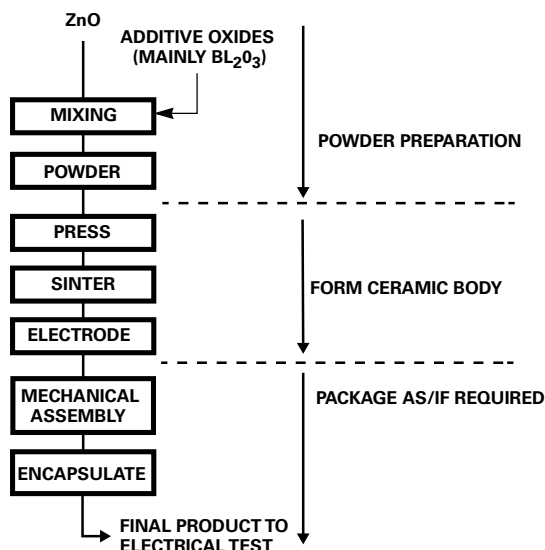 ZnO
ADDITIVE OXIDES
(MAINLY BL₂0₃)
MIXING
POWDER
POWDER PREPARATION
PRESS
SINTER
ELECTRODE
FORM CERAMIC BODY
MECHANICAL
ASSEMBLY
ENCAPSULATE
PACKAGE AS/IF REQUIRED
FINAL PRODUCT TO
ELECTRICAL TEST